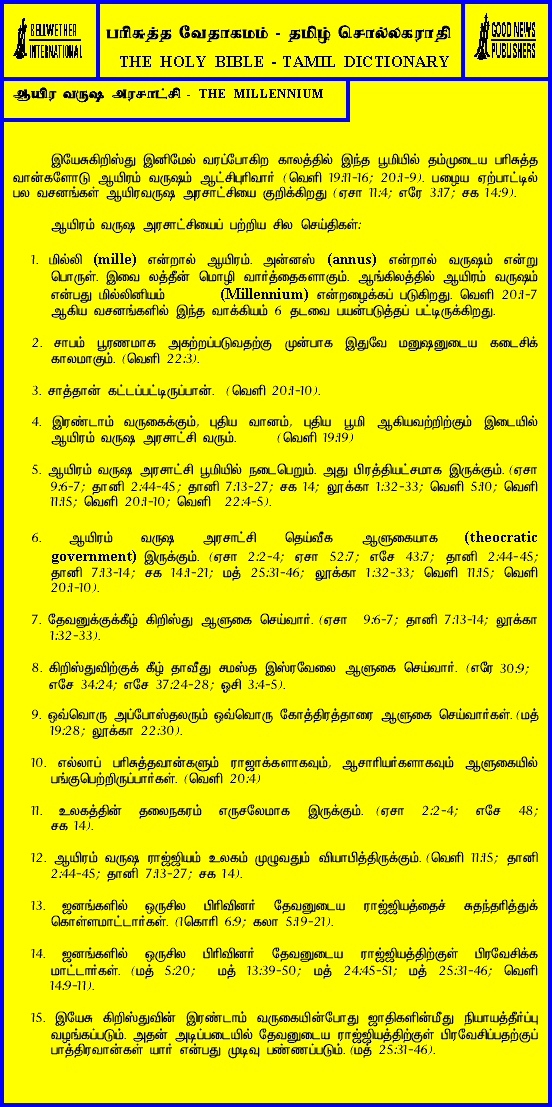 BELLWETHER
INTERNATIONAL
பரிசுத்த வேதாகமம் - தமிழ் சொல்லகராதி
THE HOLY BIBLE - TAMIL DICTIONARY
GOOD NEWS
PUBLISHERS
ஆயிர வருஷ அரசாட்சி - THE MILLENNIUM
இயேசுகிறிஸ்து இனிமேல் வரப்போகிற காலத்தில் இந்த பூமியில் தம்முடைய பரிசுத்த
வான்களோடு ஆயிரம் வருஷம் ஆட்சிபுரிவார் (வெளி 19:11-16; 20:1-9). பழைய ஏற்பாட்டில்
பல வசனங்கள் ஆயிரவருஷ அரசாட்சியை குறிக்கிறது (ஏசா 11:4; எரே 3:17; சக 14:9).
ஆயிரம் வருஷ அரசாட்சியைப் பற்றிய சில செய்திகள்:
1. மில்லி (mille) என்றால் ஆயிரம். அன்னஸ் (annus) என்றால் வருஷம் என்று
பொருள். இவை லத்தீன் மொழி வார்த்தைகளாகும். ஆங்கிலத்தில் ஆயிரம் வருஷம்
என்பது மில்லினியம் (Millennium) என்றழைக்கப் படுகிறது. வெளி 20:1-7
ஆகிய வசனங்களில் இந்த வாக்கியம் 6 தடவை பயன்படுத்தப் பட்டிருக்கிறது.
2. சாபம் பூரணமாக அகற்றப்படுவதற்கு முன்பாக இதுவே மனுஷனுடைய கடைசிக்
காலமாகும். (வெளி 22:3).
3. சாத்தான் கட்டப்பட்டிருப்பான். (வெளி 20:1-10).
4. இரண்டாம் வருகைக்கும், புதிய வானம், புதிய பூமி ஆகியவற்றிற்கும் இடையில்
ஆயிரம் வருஷ அரசாட்சி வரும். (வெளி 19:19)
5. ஆயிரம் வருஷ அரசாட்சி பூமியில் நடைபெறும். அது பிரத்தியட்சமாக இருக்கும். (ஏசா
9:6-7; தானி 2:44-45; தானி 7:13-27; சக 14; லூக்கா 1:32-33; வெளி 5:10; வெளி
11:15; வெளி 20:1-10; வெளி 22:4-5).
6. ஆயிரம் வருஷ அரசாட்சி தெய்வீக ஆளுகையாக (theocratic
government) இருக்கும். (ஏசா 2:2-4; ஏசா 52:7; எசே 43:7; தானி 2:44-45;
தானி 7:13-14; சக 14:1-21; மத் 25:31-46; லூக்கா 1:32-33; வெளி 11:15; வெளி
20:1-10).
7. தேவனுக்குக்கீழ் கிறிஸ்து ஆளுகை செய்வார். (ஏசா 9:6-7; தானி 7:13-14; லூக்கா
1:32-33).
8. கிறிஸ்துவிற்குக் கீழ் தாவீது சமஸ்த இஸ்ரவேலை ஆளுகை செய்வார். (எரே 30:9;
எசே 34:24; எசே 37:24-28; ஓசி 3:4-5).
9. ஒவ்வொரு அப்போஸ்தலரும் ஒவ்வொரு கோத்திரத்தாரை ஆளுகை செய்வார்கள். (மத்
19:28; லூக்கா 22:30).
10. எல்லாப் பரிசுத்தவான்களும் ராஜாக்களாகவும், ஆசாரியர்களாகவும் ஆளுகையில்
பங்குபெற்றிருப்பார்கள். (வெளி 20:4)
11. உலகத்தின் தலைநகரம் எருசலேமாக இருக்கும். (ஏசா 2:2-4; எசே 48;
சக 14).
12. ஆயிரம் வருஷ ராஜ்ஜியம் உலகம் முழுவதும் வியாபித்திருக்கும். (வெளி 11:15; தானி
2:44-45; தானி 7:13-27; சக 14).
13. ஜனங்களில் ஒருசில பிரிவினர் தேவனுடைய ராஜ்ஜியத்தைச் சுதந்தரித்துக்
கொள்ளமாட்டார்கள். (1கொரி 6:9; கலா 5:19-21).
14. ஜனங்களில் ஒருசில பிரிவினர் தேவனுடைய ராஜ்ஜியத்திற்குள் பிரவேசிக்க
மாட்டார்கள். (மத் 5:20; மத் 13:39-50; மத் 24:45-51; மத் 25:31-46; வெளி
14:9-11).
15. இயேசு கிறிஸ்துவின் இரண்டாம் வருகையின்போது ஜாதிகளின்மீது நியாயத்தீர்ப்பு
வழங்கப்படும். அதன் அடிப்படையில் தேவனுடைய ராஜ்ஜியத்திற்குள் பிரவேசிப்பதற்குப்
பாத்திரவான்கள் யார் என்பது முடிவு பண்ணப்படும். (மத் 25:31-46).